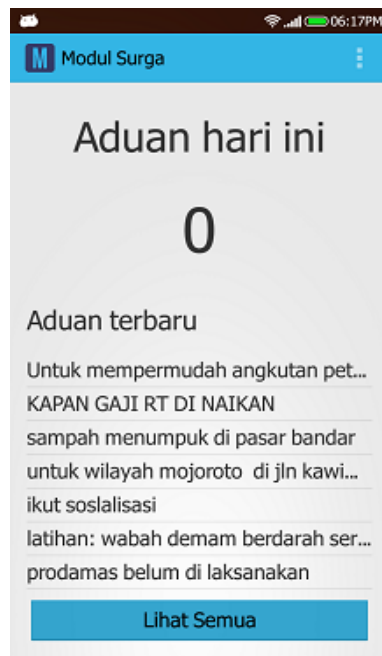 06:17PM
M Modul Surga
Aduan hari ini
0
Aduan terbaru
Untuk mempermudah angkutan pet...
KAPAN GAJI RT DI NAIKAN
sampah menumpuk di pasar bandar
untuk wilayah mojoroto di jln kawi...
ikut soslalisasi
latihan: wabah demam berdarah ser...
prodamas belum di laksanakan
Lihat Semua